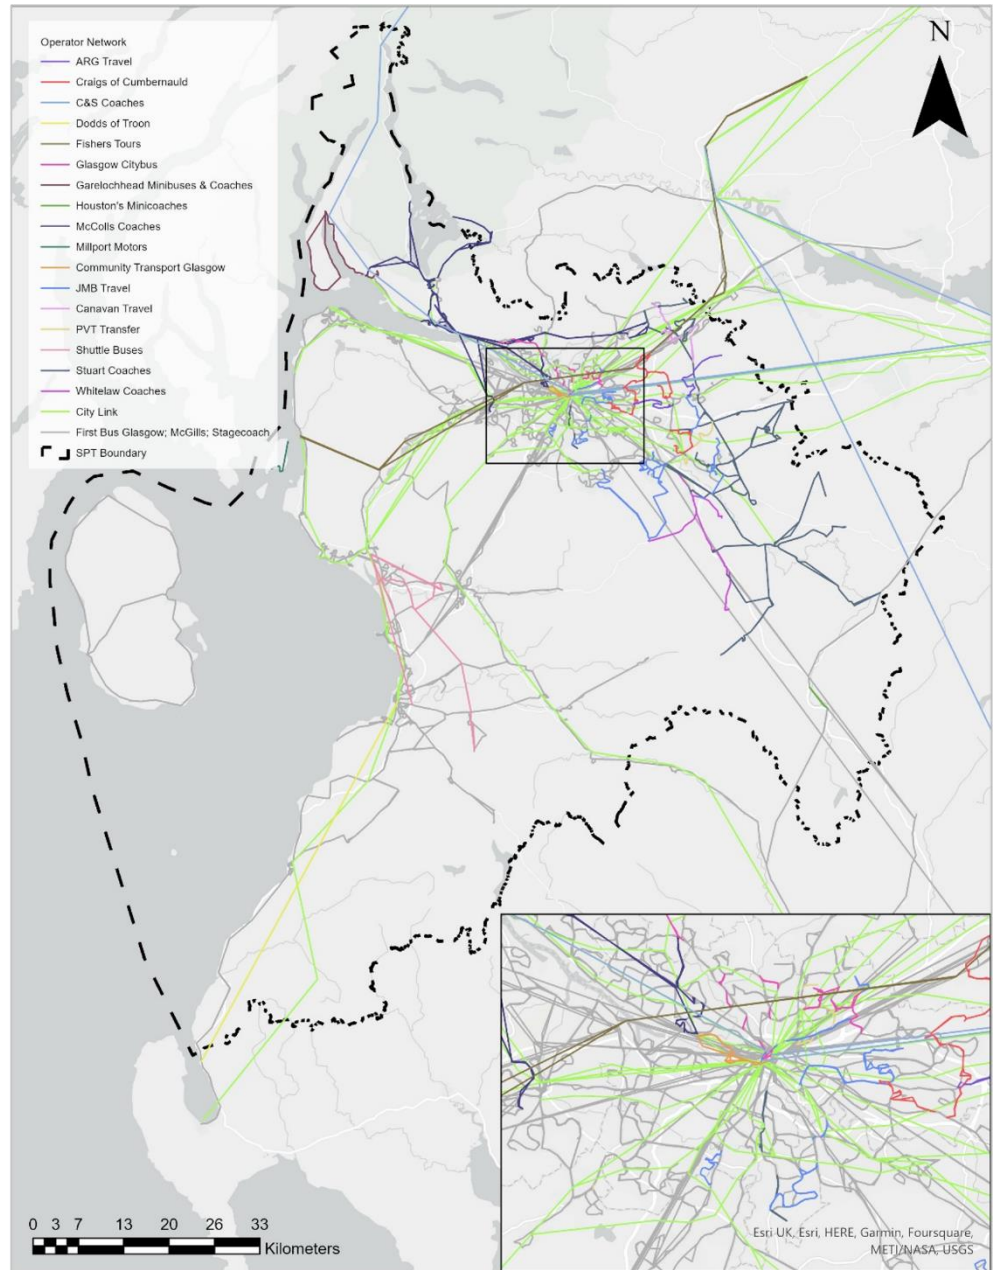 N
Operator Network
ARG Travel
Craigs of Cumbernauld
C&S Coaches
Dodds of Troon
Fishers Tours
Glasgow Citybus
Garelochhead Minibuses & Coaches
Houston's Minicoaches
McColls Coaches
Millport Motors
Community Transport Glasgow
JMB Travel
Canavan Travel
PVT Transfer
Shuttle Buses
Stuart Coaches
Whitelaw Coaches
City Link
First Bus Glasgow; McGills; Stagecoach
SPT Boundary
0 3 7 13 20 26 33
Kilometers
Esri UK, Esri, HERE, Garmin, Foursquare,
METI/NASA, USGS